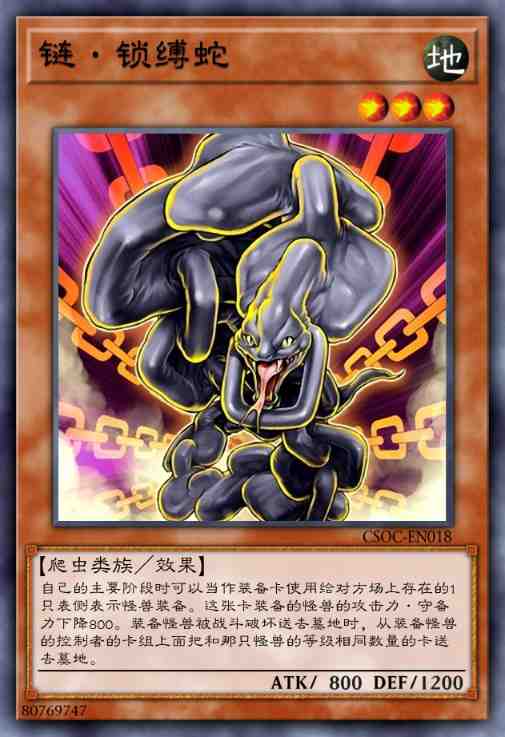 链·锁缚蛇
地
CSOC-EN018
【爬虫类族／效果】
自己的主要阶段时可以当作装备卡使用给对方场上存在的1
只表侧表示怪兽装备。这张卡装备的怪兽的攻击力·守备
力下降800。装备怪兽被战斗破坏送去墓地时，从装备怪兽
的控制者的卡组上面把和那只怪兽的等级相同数量的卡送
去墓地。
ATK/ 800 DEF/1200
80769747